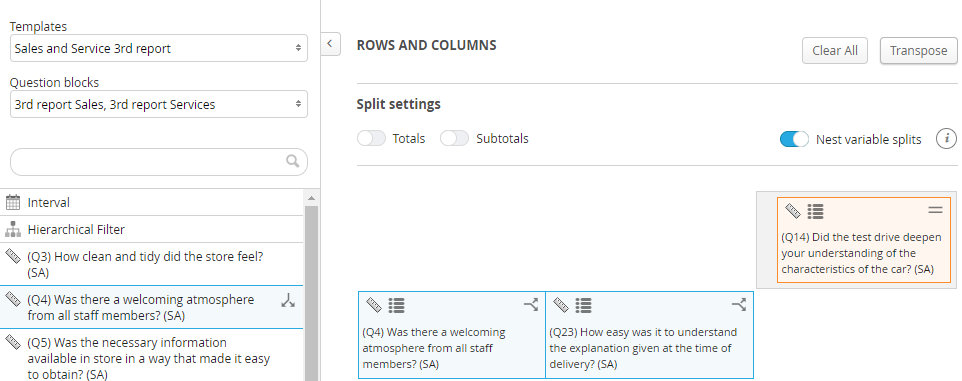 Templates
Sales and Service 3rd report
Question blocks
3rd report Sales, 3rd report Services
Interval
Hierarchical Filter
(Q3) How clean and tidy did the store feel?
(SA)
(Q4) Was there a welcoming atmosphere
from all staff members? (SA)
(Q5) Was the necessary information
available in store in a way that made it easy
to obtain? (SA)
ROWS AND COLUMNS
Clear All
Transpose
Split settings
Totals
Subtotals
Nest variable splits
i
(Q14) Did the test drive deepen
your understanding of the
characteristics of the car? (SA)
(Q4) Was there a welcoming
atmosphere from all staff
members? (SA)
(Q23) How easy was it to understand
the explanation given at the time of
delivery? (SA)